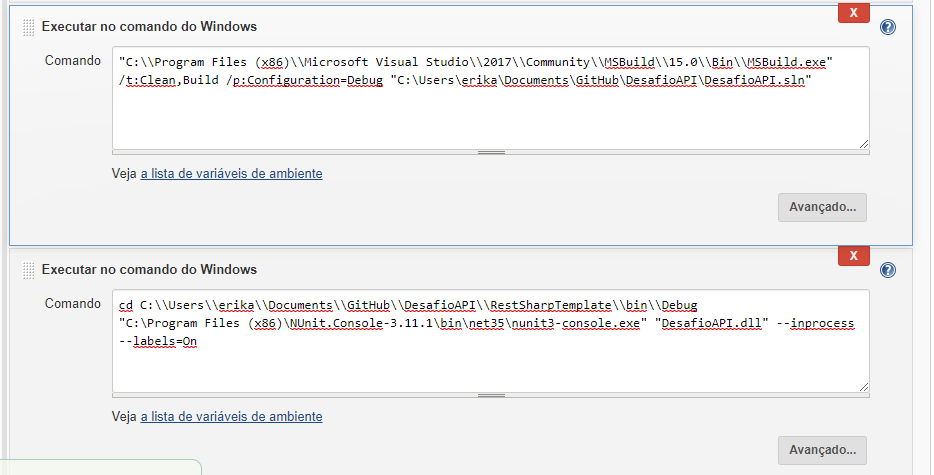 X
Executar no comando do Windows
?
Comando
"C:\\Program Files (x86)\\Microsoft Visual Studio\\2017\\Community\\MSBuild\\15.0\\Bin\\MSBuild.exe"
/t:Clean,Build /p:Configuration=Debug "C:\Users\erika\Documents\GitHub\DesafioAPI\DesafioAPI.sln"
Veja a lista de variáveis de ambiente
Avançado...
X
Executar no comando do Windows
?
Comando
cd C:\\Users\\erika\\Documents\\GitHub\\DesafioAPI\\RestSharpTemplate\\bin\\Debug
"C:\Program Files (x86)\NUnit.Console-3.11.1\bin\net35\nunit3-console.exe" "DesafioAPI.dll" --inprocess
--labels=On
Veja a lista de variáveis de ambiente
Avançado...